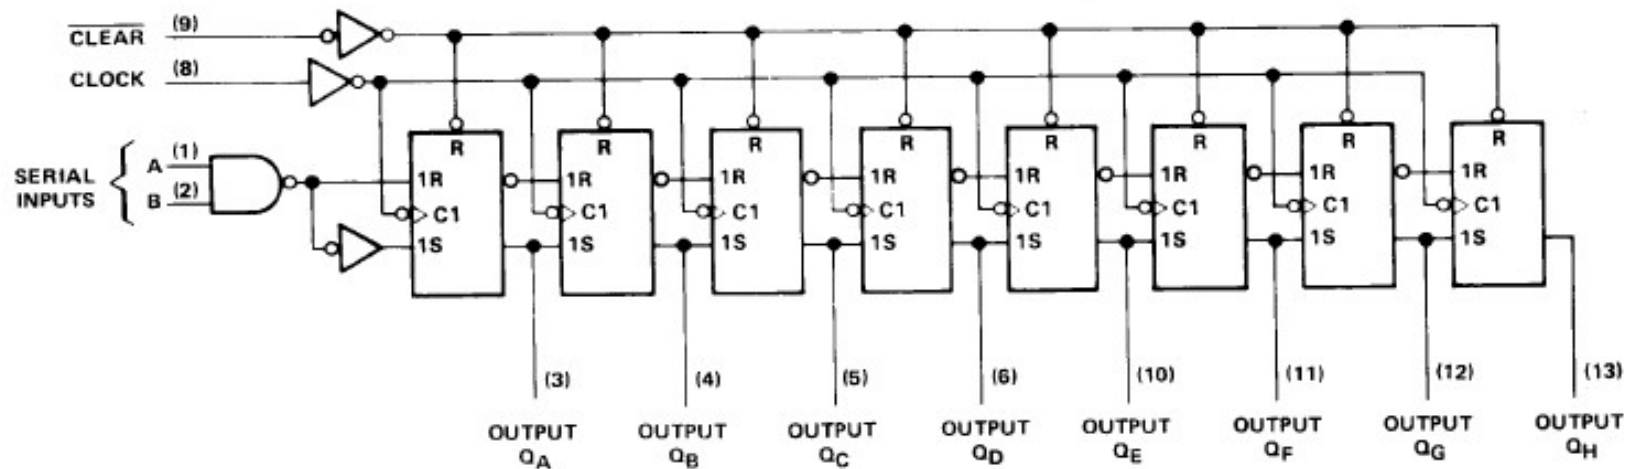 CLEAR (9)
CLOCK (8)
SERIAL INPUTS
A (1)
B (2)
R R R R R R R R
1R 1R 1R 1R 1R 1R 1R 1R
C1 C1 C1 C1 C1 C1 C1 C1
1S 1S 1S 1S 1S 1S 1S 1S
(3) (4) (5) (6) (10) (11) (12) (13)
OUTPUT OUTPUT OUTPUT OUTPUT OUTPUT OUTPUT OUTPUT OUTPUT
QA QB QC QD QE QF QG QH